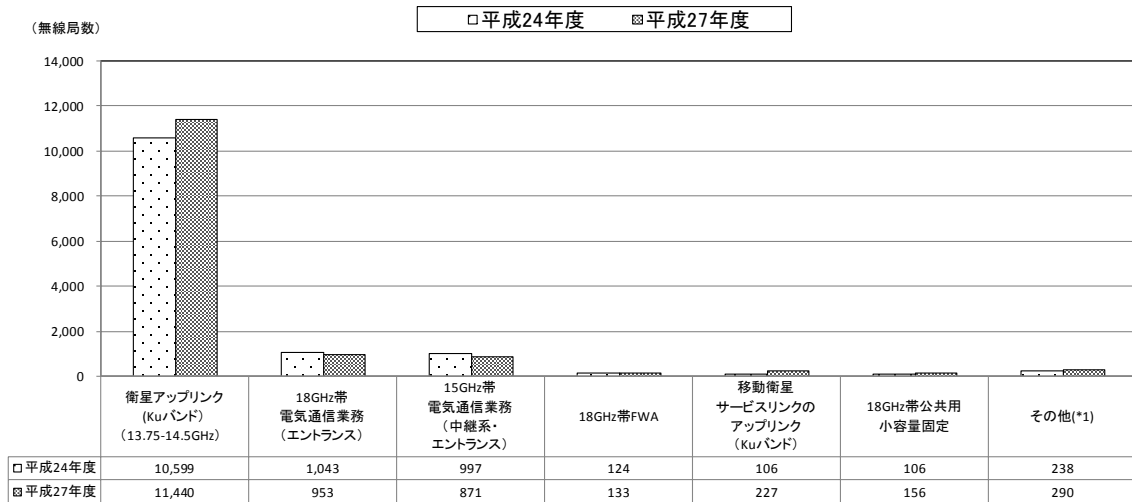 （無線局数）
平成24年度 平成27年度
14,000
12,000
10,000
8,000
6,000
4,000
2,000
0
衛星アップリンク
(Kuバンド)
（13.75-14.5GHz）
18GHz帯
電気通信業務
（エントランス）
15GHz帯
電気通信業務
（中継系・
エントランス）
18GHz帯FWA
移動衛星
サービスリンクの
アップリンク
（Kuバンド）
18GHz帯公共用
小容量固定
その他(*1)
平成24年度 10,599 1,043 997 124 106 106 238
平成27年度 11,440 953 871 133 227 156 290